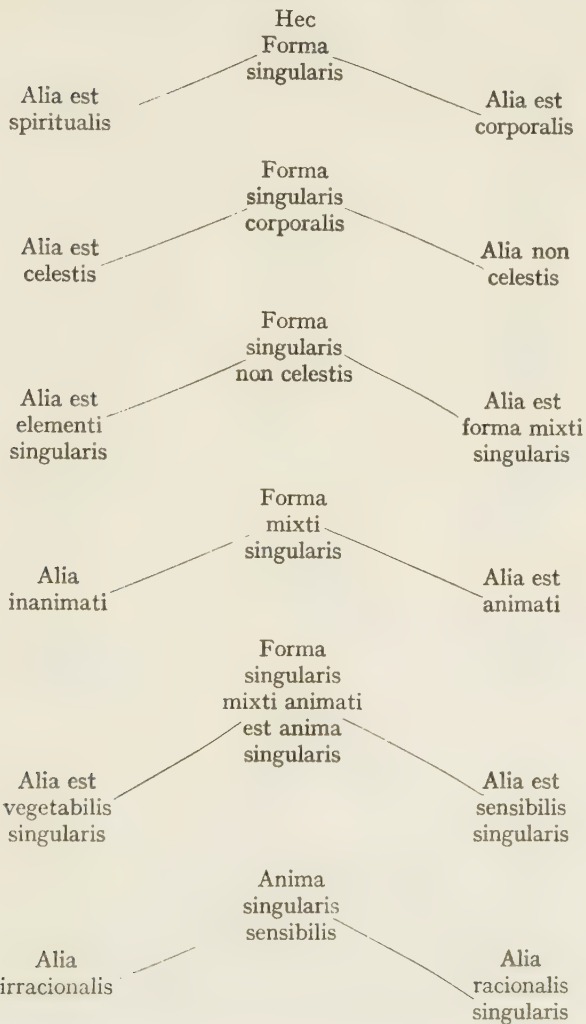 Hec
Forma
singularis
Alia est
spiritualis
Alia est
corporalis
Forma
singularis
corporalis
Alia est
celestis
Alia non
celestis
Forma
singularis
non celestis
Alia est
elementi
singularis
Alia est
forma mixti
singularis
Forma
mixti
singularis
Alia
inanimati
Alia est
animati
Forma
singularis
mixti animati
est anima
singularis
Alia est
vegetabilis
singularis
Alia est
sensibilis
singularis
Anima
singularis
sensibilis
Alia
irracionalis
Alia
racionalis
singularis